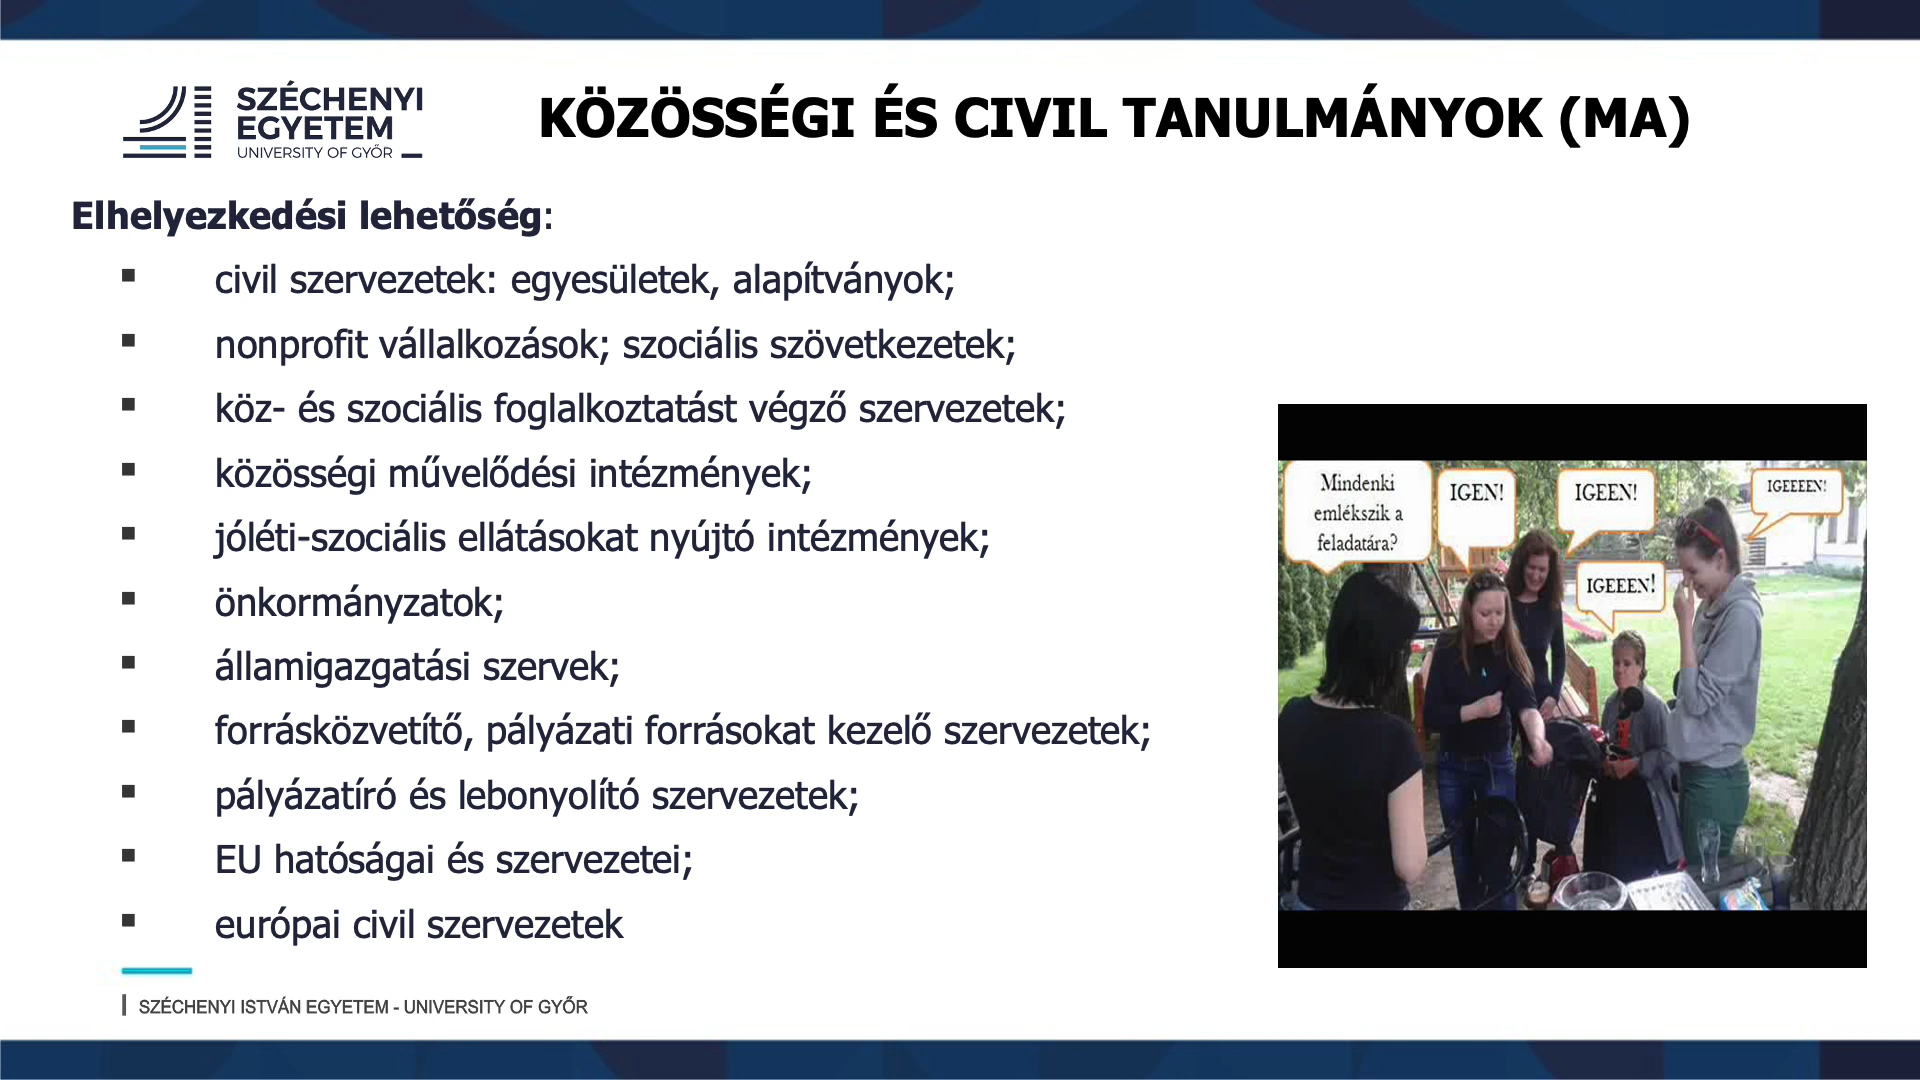 SZÉCHENYI
EGYETEM
UNIVERSITY OF GYŐR
KÖZÖSSÉGI ÉS CIVIL TANULMÁNYOK (MA)
Elhelyezkedési lehetőség:
▪ civil szervezetek: egyesületek, alapítványok;
▪ nonprofit vállalkozások; szociális szövetkezetek;
▪ köz- és szociális foglalkoztatást végző szervezetek;
▪ közösségi művelődési intézmények;
▪ jóléti-szociális ellátásokat nyújtó intézmények;
▪ önkormányzatok;
▪ államigazgatási szervek;
▪ forrásközvetítő, pályázati forrásokat kezelő szervezetek;
▪ pályázatíró és lebonyolító szervezetek;
▪ EU hatóságai és szervezetei;
▪ európai civil szervezetek
Mindenki
emlékszik a
feladatára?
IGEN!
IGEEN!
IGEEEEN!
IGEEEN!
SZÉCHENYI ISTVÁN EGYETEM - UNIVERSITY OF GYŐR